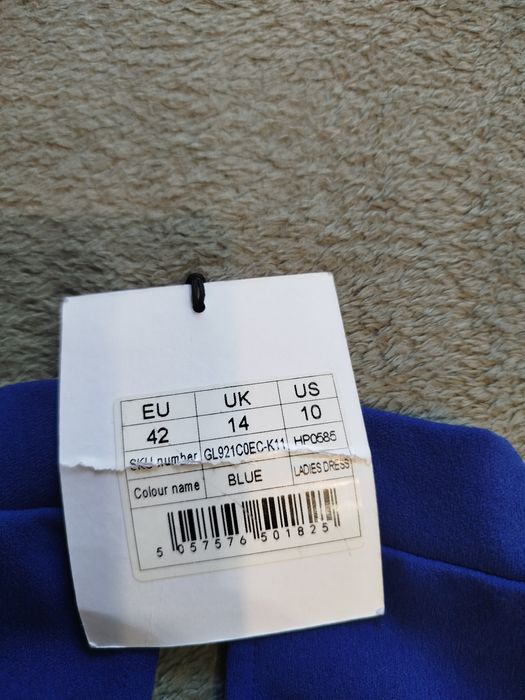 EU UK US
42 14 10
SKU number GL921C0EC-K11 HP0585
Colour name BLUE LADIES DRESS
5 057576 501825